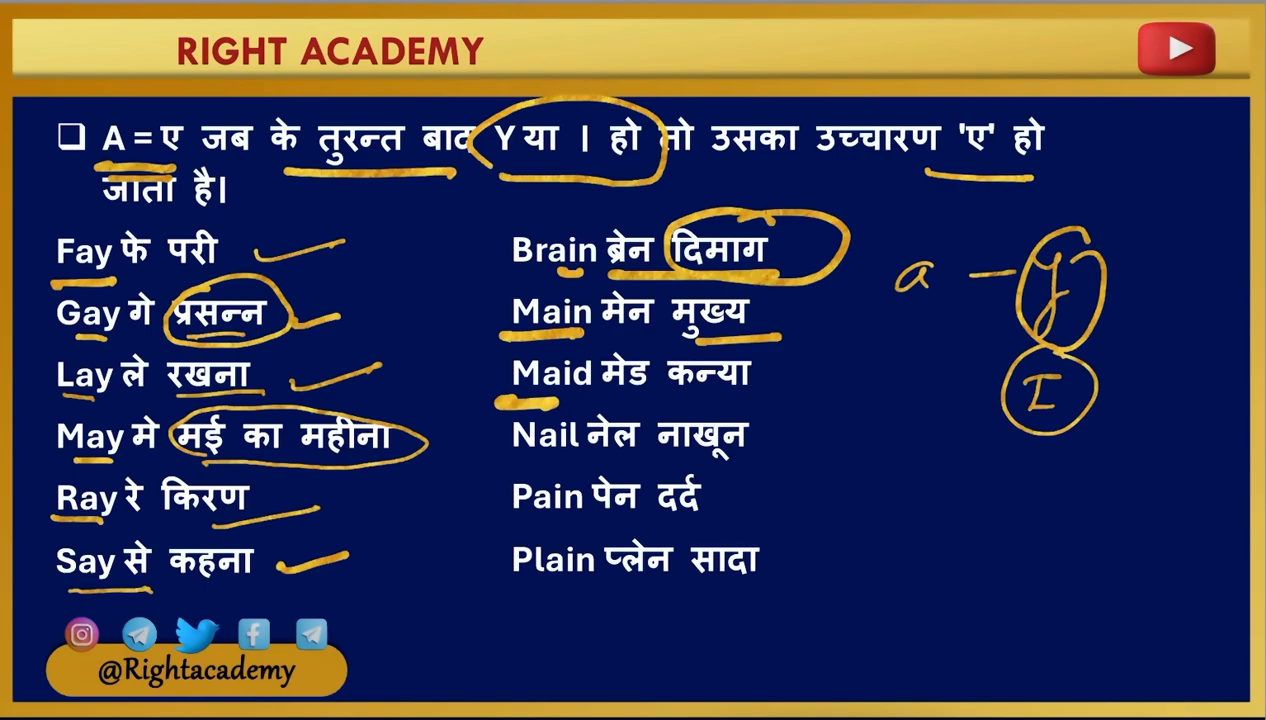 RIGHT ACADEMY
A = ए जब के तुरन्त बाद Y या I हो तो उसका उच्चारण 'ए' हो
जाता है।
Fay फे परी
Gay गे प्रसन्न
Lay ले रखना
May मे मई का महीना
Ray रे किरण
Say से कहना
Brain ब्रेन दिमाग
Main मेन मुख्य
Maid मेड कन्या
Nail नेल नाखून
Pain पेन दर्द
Plain प्लेन सादा
a – y
I
@Rightacademy